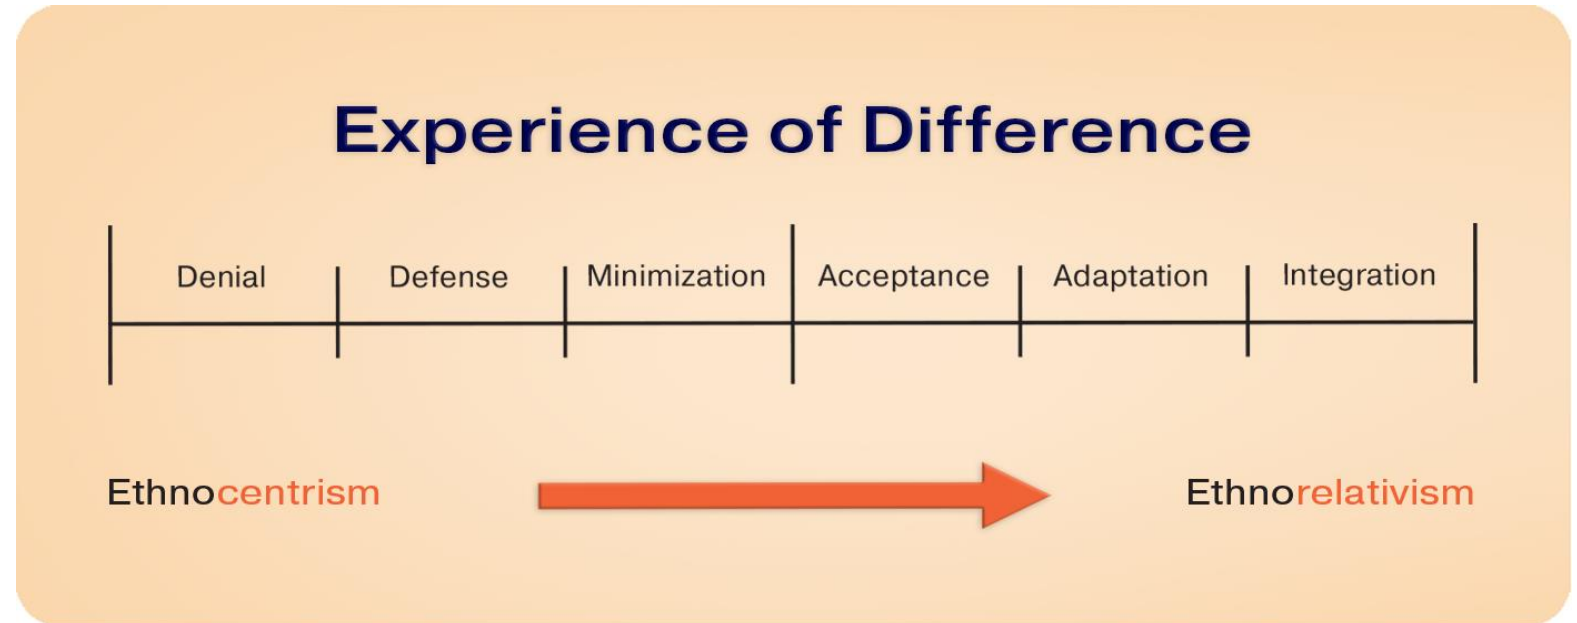 Experience of Difference
Denial Defense Minimization Acceptance Adaptation Integration
Ethnocentrism Ethnorelativism